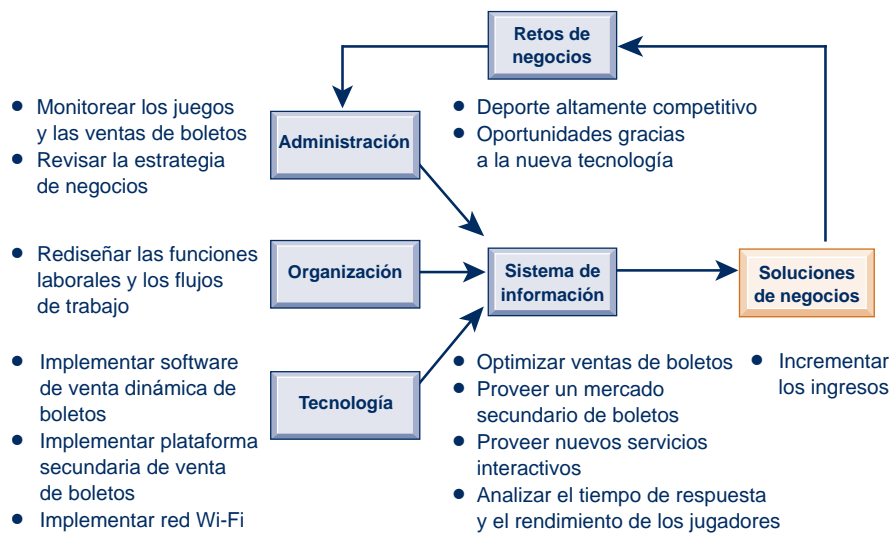 Retos de
negocios
• Monitorear los juegos
y las ventas de boletos
• Revisar la estrategia
de negocios
Administración
• Deporte altamente competitivo
• Oportunidades gracias
a la nueva tecnología
• Rediseñar las funciones
laborales y los flujos
de trabajo
Organización
Sistema de
información
Soluciones
de negocios
• Implementar software
de venta dinámica de
boletos
• Implementar plataforma
secundaria de venta
de boletos
• Implementar red Wi-Fi
Tecnología
• Optimizar ventas de boletos
• Proveer un mercado
secundario de boletos
• Proveer nuevos servicios
interactivos
• Analizar el tiempo de respuesta
y el rendimiento de los jugadores
• Incrementar
los ingresos